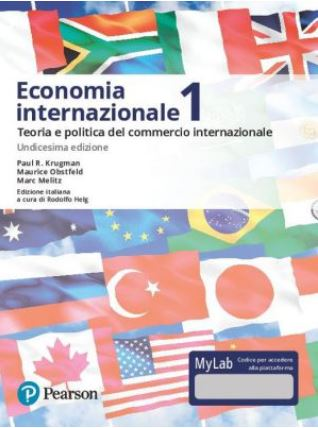 Economia
internazionale 1
Teoria e politica del commercio internazionale
Undicesima edizione
Paul R. Krugman
Maurice Obstfeld
Marc Melitz
Edizione italiana
a cura di Rodolfo Helg
MyLab
Codice per accedere
alla piattaforma
Pearson